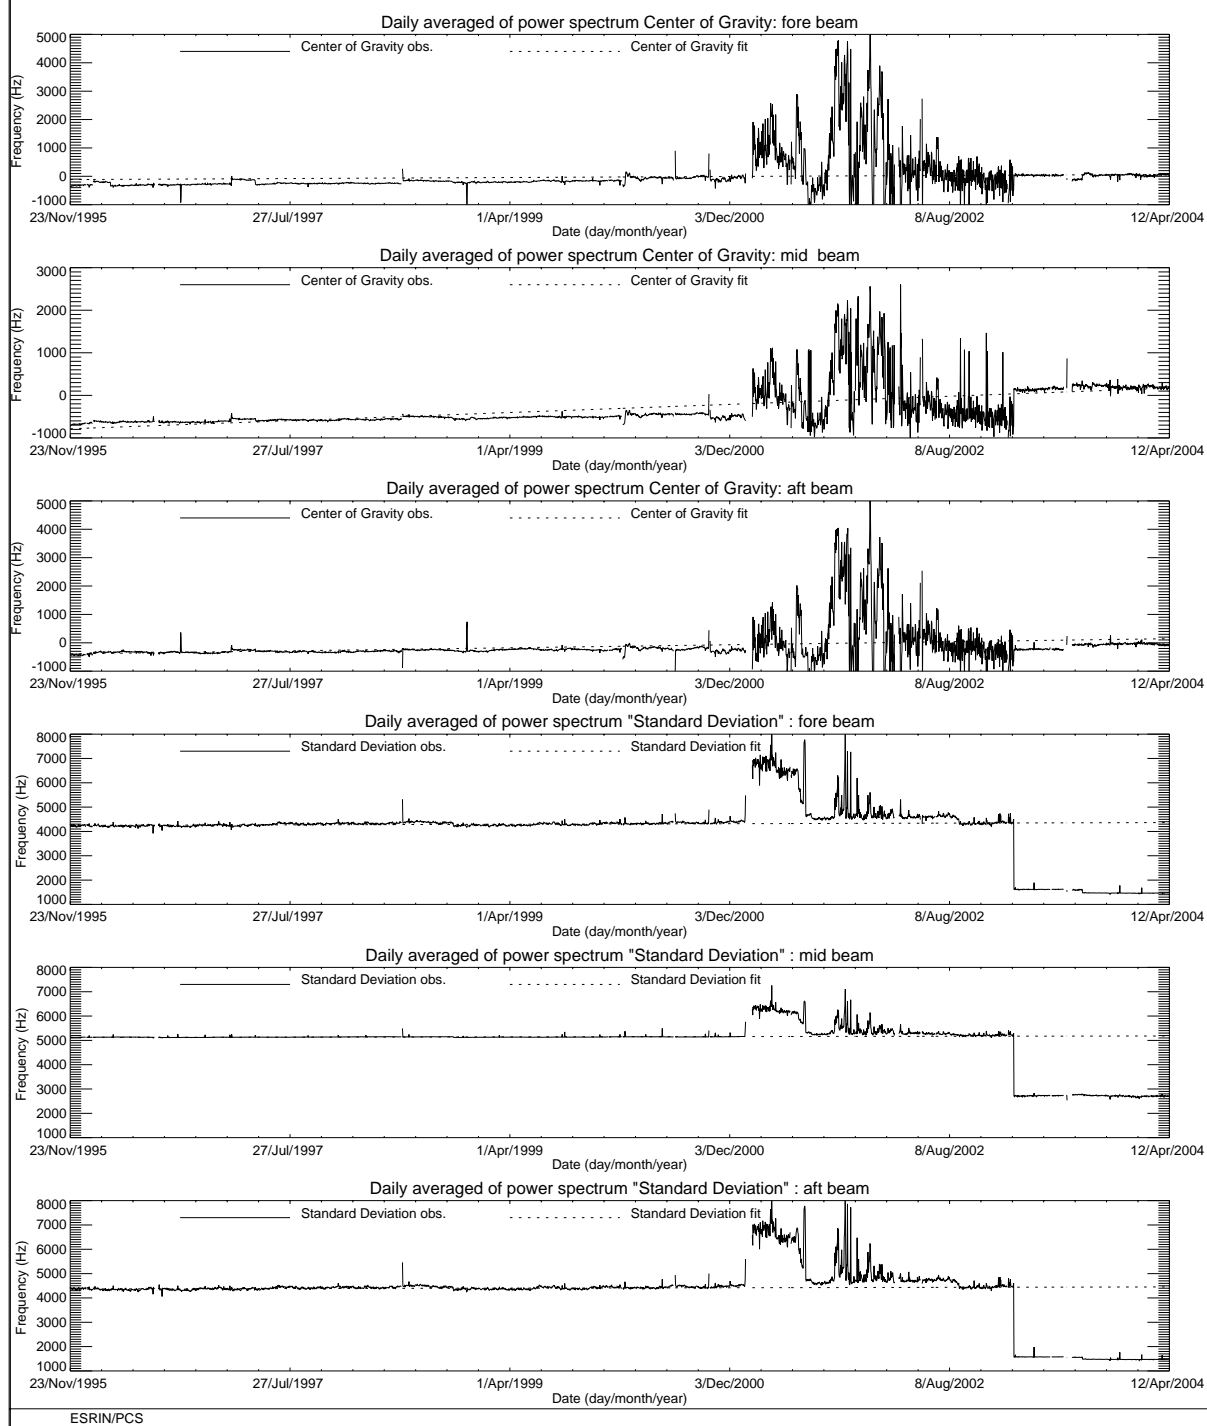 Daily averaged of power spectrum Center of Gravity: fore beam
5000
4000
3000
2000
1000
0
-1000
Frequency (Hz)
Center of Gravity obs.
Center of Gravity fit
23/Nov/1995
27/Jul/1997
1/Apr/1999
3/Dec/2000
8/Aug/2002
12/Apr/2004
Date (day/month/year)
Daily averaged of power spectrum Center of Gravity: mid beam
3000
2000
1000
0
-1000
Frequency (Hz)
Center of Gravity obs.
Center of Gravity fit
23/Nov/1995
27/Jul/1997
1/Apr/1999
3/Dec/2000
8/Aug/2002
12/Apr/2004
Date (day/month/year)
Daily averaged of power spectrum Center of Gravity: aft beam
5000
4000
3000
2000
1000
0
-1000
Frequency (Hz)
Center of Gravity obs.
Center of Gravity fit
23/Nov/1995
27/Jul/1997
1/Apr/1999
3/Dec/2000
8/Aug/2002
12/Apr/2004
Date (day/month/year)
Daily averaged of power spectrum "Standard Deviation" : fore beam
8000
7000
6000
5000
4000
3000
2000
1000
Frequency (Hz)
Standard Deviation obs.
Standard Deviation fit
23/Nov/1995
27/Jul/1997
1/Apr/1999
3/Dec/2000
8/Aug/2002
12/Apr/2004
Date (day/month/year)
Daily averaged of power spectrum "Standard Deviation" : mid beam
8000
7000
6000
5000
4000
3000
2000
1000
Frequency (Hz)
Standard Deviation obs.
Standard Deviation fit
23/Nov/1995
27/Jul/1997
1/Apr/1999
3/Dec/2000
8/Aug/2002
12/Apr/2004
Date (day/month/year)
Daily averaged of power spectrum "Standard Deviation" : aft beam
8000
7000
6000
5000
4000
3000
2000
1000
Frequency (Hz)
Standard Deviation obs.
Standard Deviation fit
23/Nov/1995
27/Jul/1997
1/Apr/1999
3/Dec/2000
8/Aug/2002
12/Apr/2004
Date (day/month/year)
ESRIN/PCS